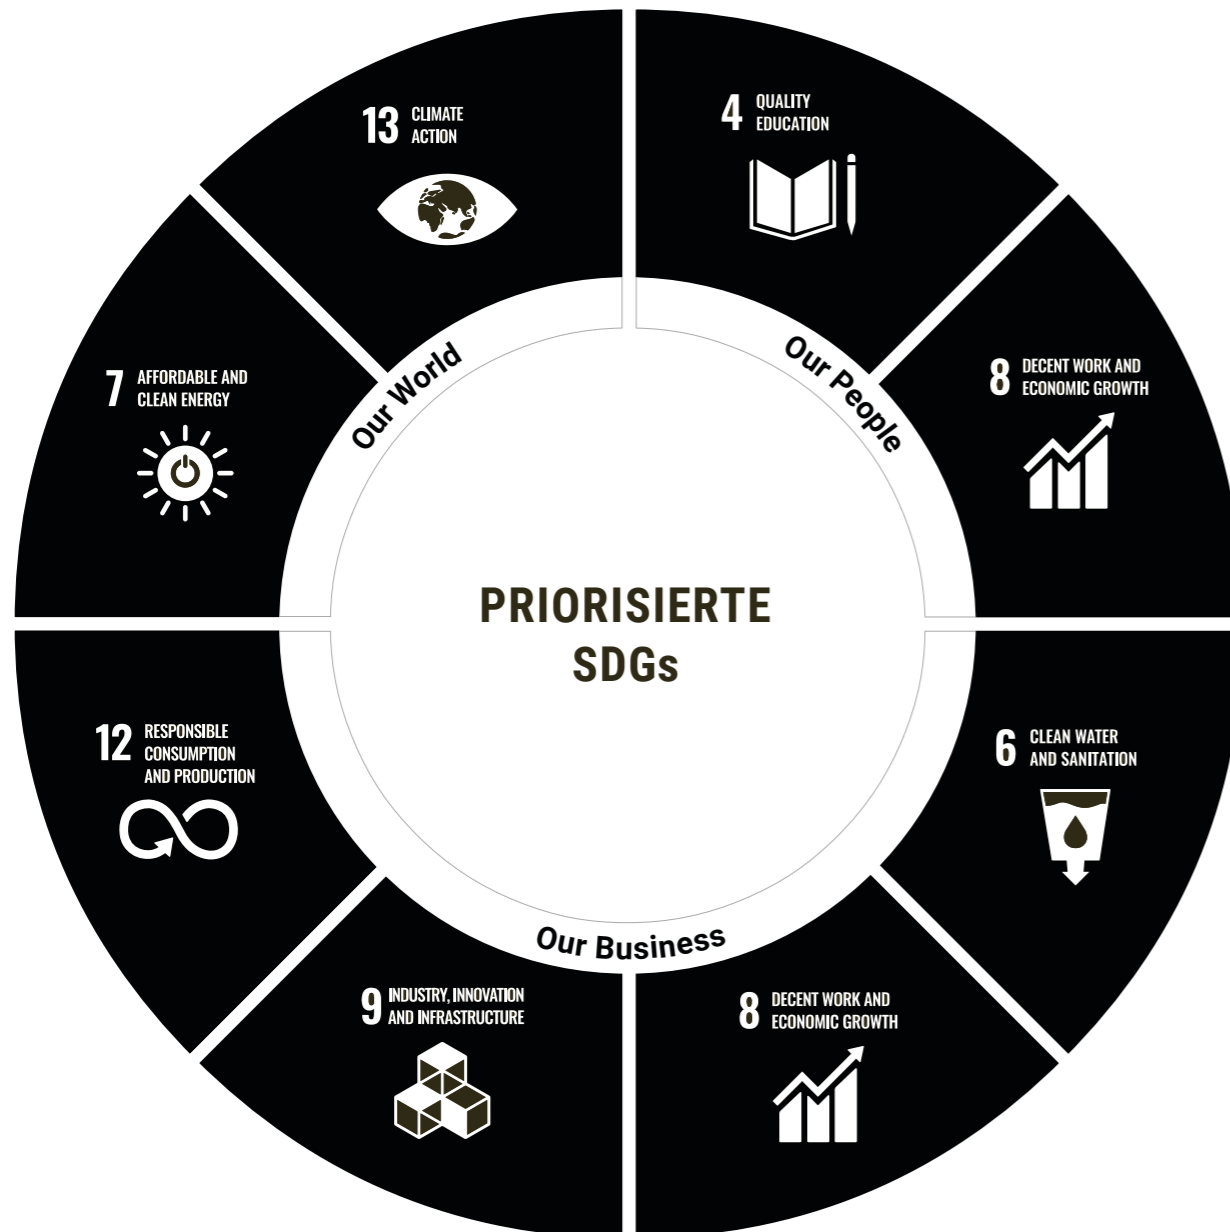 13 CLIMATE
ACTION
4 QUALITY
EDUCATION
7 AFFORDABLE AND
CLEAN ENERGY
Our World
Our People
8 DECENT WORK AND
ECONOMIC GROWTH
PRIORISIERTE
SDGs
12 RESPONSIBLE
CONSUMPTION
AND PRODUCTION
6 CLEAN WATER
AND SANITATION
Our Business
9 INDUSTRY, INNOVATION
AND INFRASTRUCTURE
8 DECENT WORK AND
ECONOMIC GROWTH